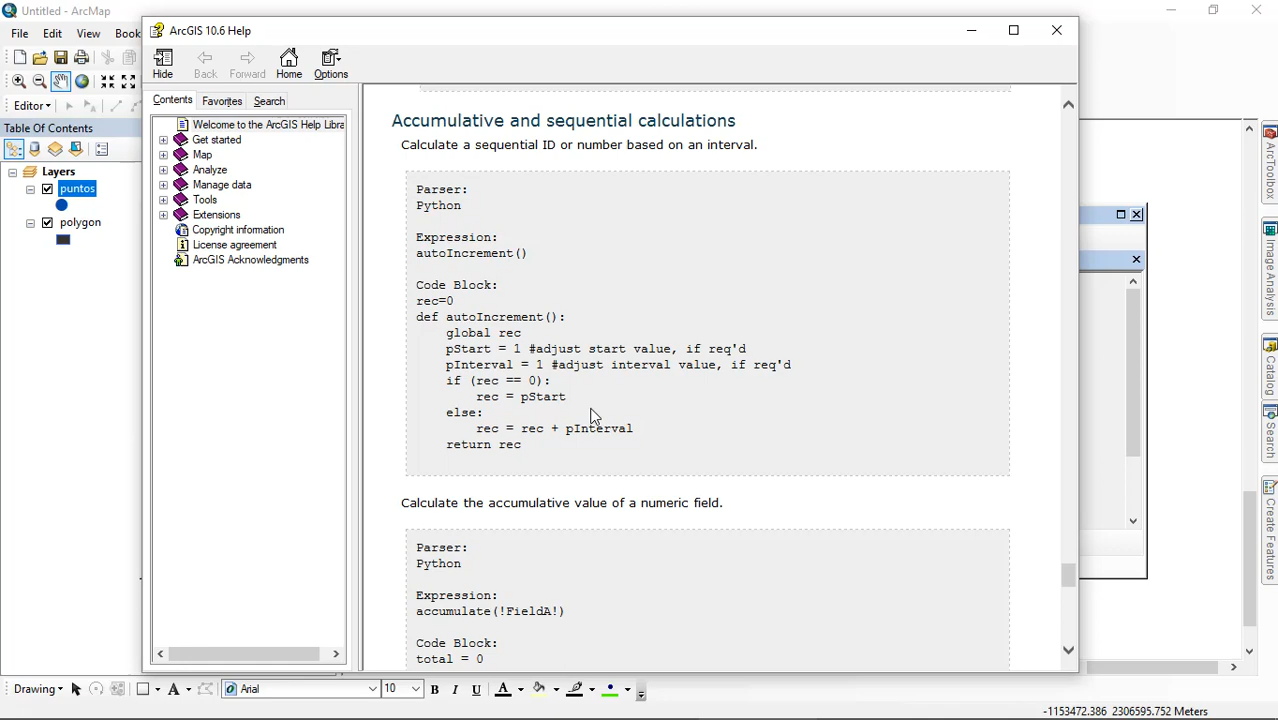 Untitled - ArcMap
File Edit View Book
Editor
Table Of Contents
Layers
puntos
polygon
ArcGIS 10.6 Help
Hide Back Forward Home Options
Contents Favorites Search
Welcome to the ArcGIS Help Libra
Get started
Map
Analyze
Manage data
Tools
Extensions
Copyright information
License agreement
ArcGIS Acknowledgments
Accumulative and sequential calculations
Calculate a sequential ID or number based on an interval.
Parser:
Python
Expression:
autoIncrement()
Code Block:
rec=0
def autoIncrement():
global rec
pStart = 1 #adjust start value, if req'd
pInterval = 1 #adjust interval value, if req'd
if (rec == 0):
rec = pStart
else:
rec = rec + pInterval
return rec
Calculate the accumulative value of a numeric field.
Parser:
Python
Expression:
accumulate(!FieldA!)
Code Block:
total = 0
ArcToolbox
Image Analysis
Catalog
Search
Create Features
Drawing A Arial 10 B I U A
-1153472.386 2306595.752 Meters